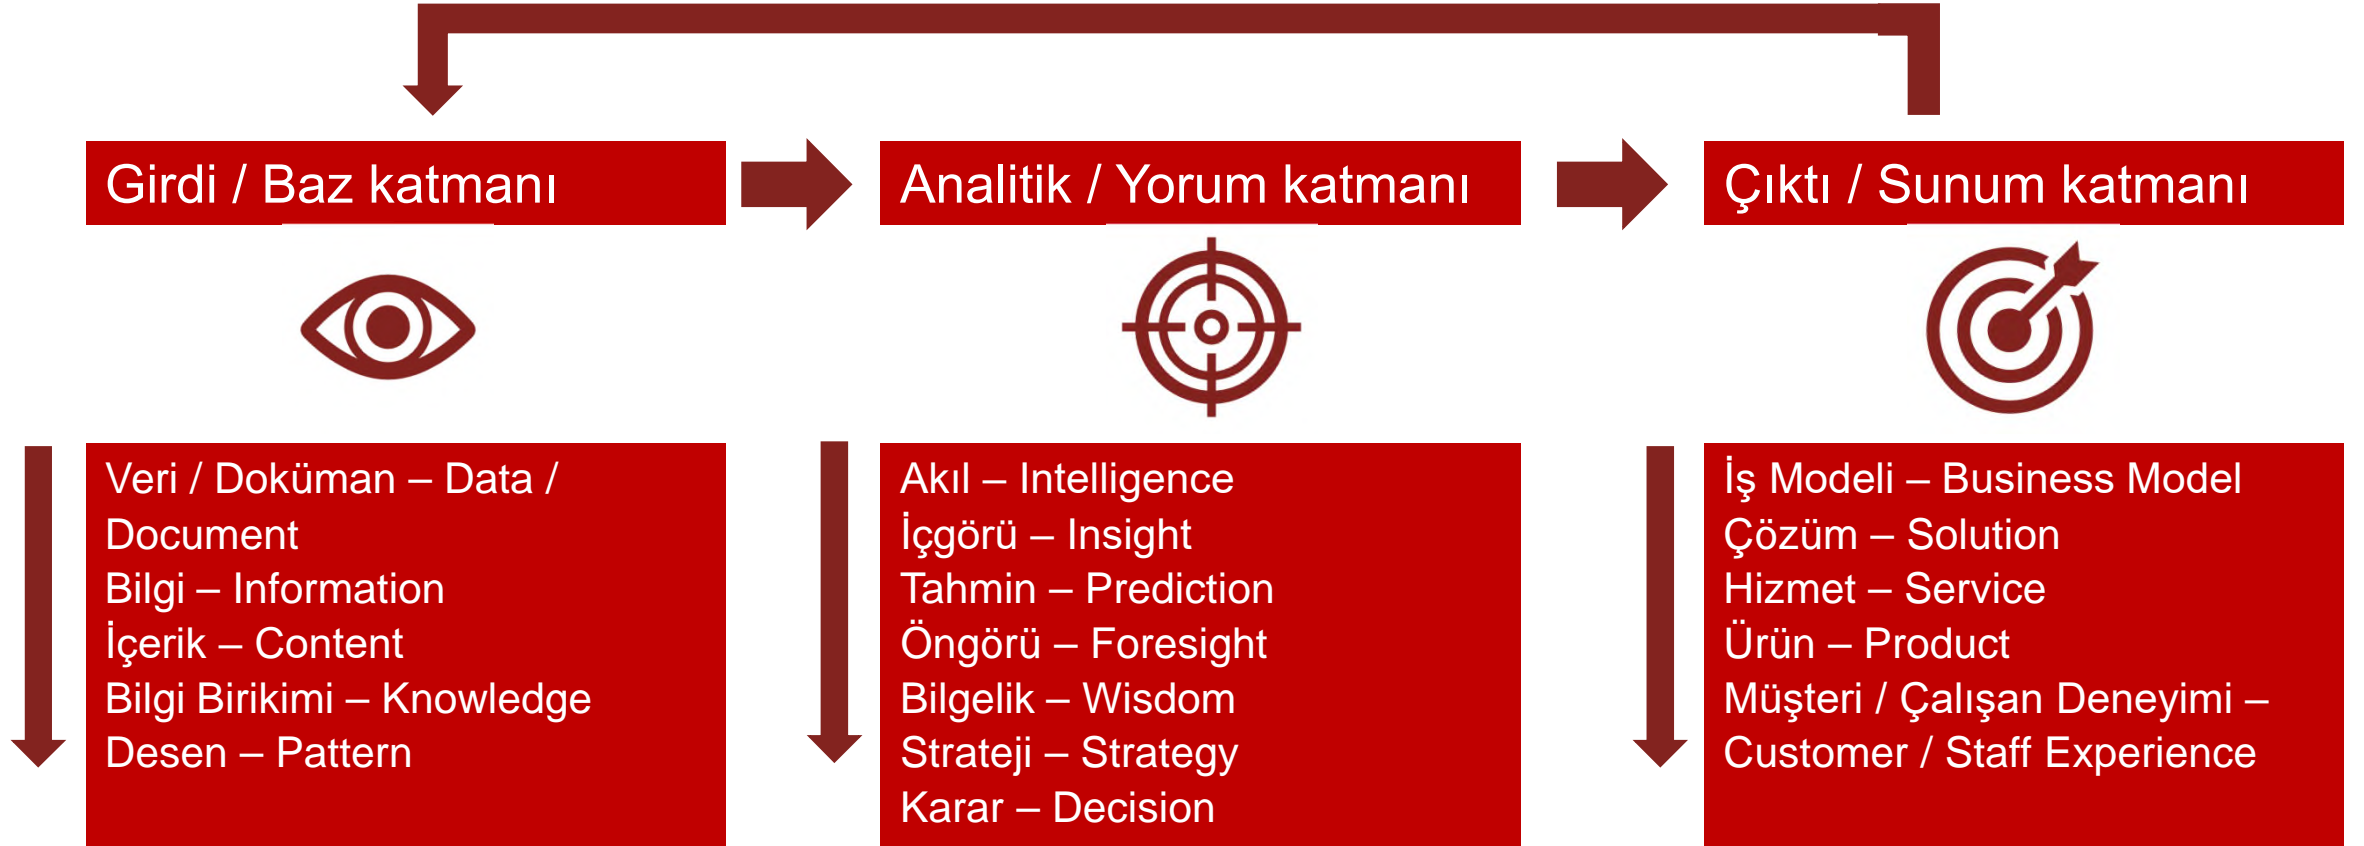 Girdi / Baz katmanı
Analitik / Yorum katmanı
Çıktı / Sunum katmanı
Veri / Doküman – Data /
Document
Bilgi – Information
İçerik – Content
Bilgi Birikimi – Knowledge
Desen – Pattern
Akıl – Intelligence
İçgörü – Insight
Tahmin – Prediction
Öngörü – Foresight
Bilgelik – Wisdom
Strateji – Strategy
Karar – Decision
İş Modeli – Business Model
Çözüm – Solution
Hizmet – Service
Ürün – Product
Müşteri / Çalışan Deneyimi –
Customer / Staff Experience